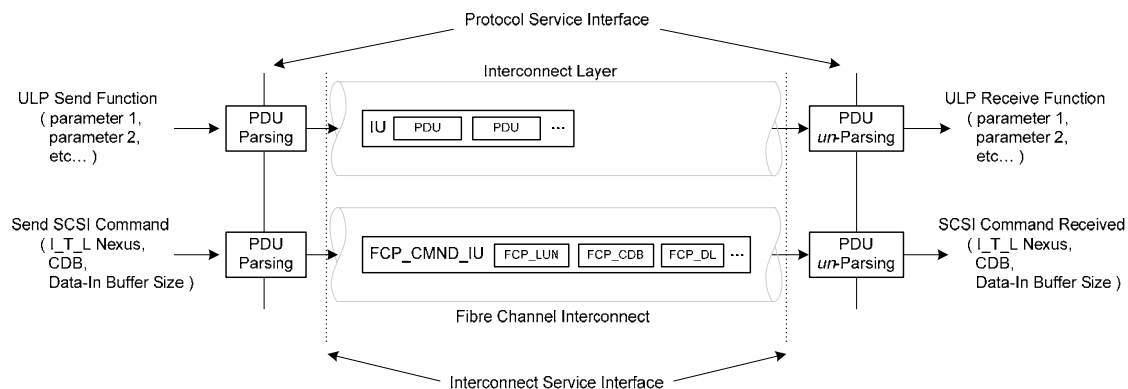 Protocol Service Interface
Interconnect Layer
ULP Send Function
( parameter 1,
parameter 2,
etc… )
PDU
Parsing
IU
PDU
PDU
...
PDU
un-Parsing
ULP Receive Function
( parameter 1,
parameter 2,
etc… )
Send SCSI Command
( I_T_L Nexus,
CDB,
Data-In Buffer Size )
PDU
Parsing
FCP_CMND_IU
FCP_LUN
FCP_CDB
FCP_DL
...
PDU
un-Parsing
SCSI Command Received
( I_T_L Nexus,
CDB,
Data-In Buffer Size )
Fibre Channel Interconnect
Interconnect Service Interface